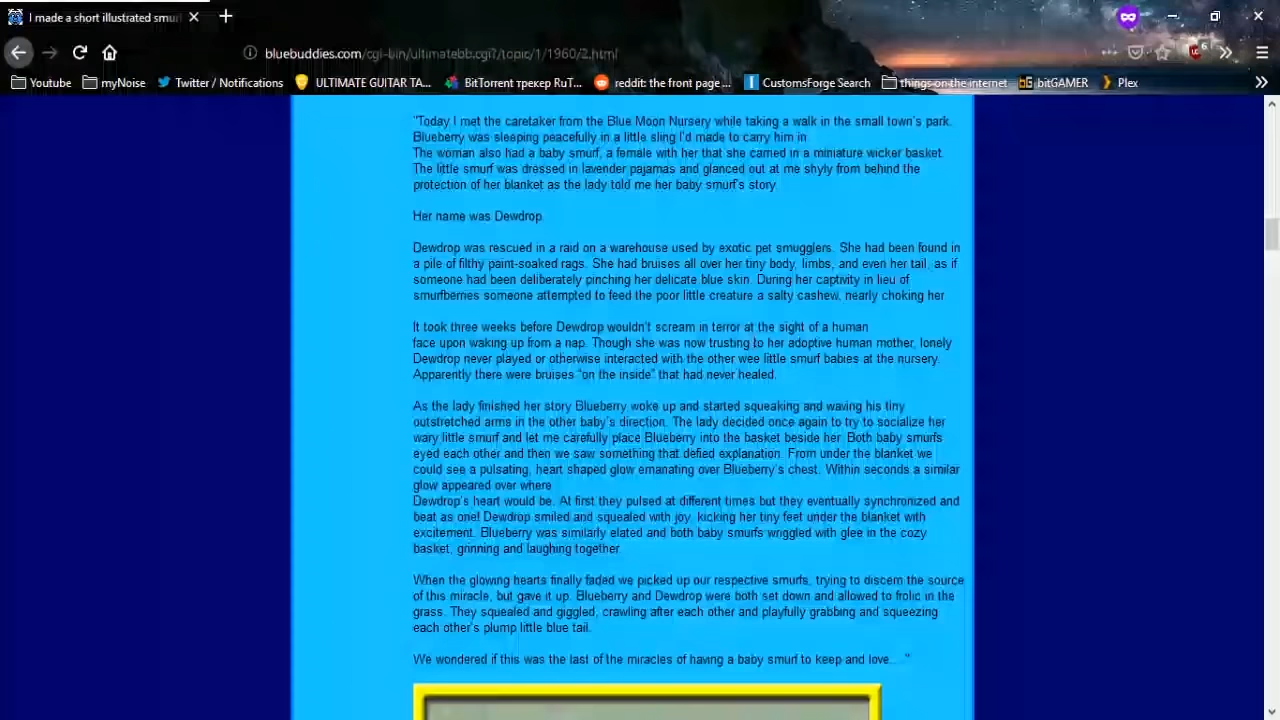 I made a short illustrated smur
bluebuddies.com/cgi-bin/ultimatebb.cgi?/topic/1/1960/2.html
Youtube myNoise Twitter / Notifications ULTIMATE GUITAR TA... BitTorrent трекер RuT... reddit: the front page ... CustomsForge Search things on the internet bitGAMER Plex
"Today I met the caretaker from the Blue Moon Nursery while taking a walk in the small town's park.
Blueberry was sleeping peacefully in a little sling I'd made to carry him in.
The woman also had a baby smurf, a female with her that she carried in a miniature wicker basket.
The little smurf was dressed in lavender pajamas and glanced out at me shyly from behind the
protection of her blanket as the lady told me her baby smurf's story.
Her name was Dewdrop.
Dewdrop was rescued in a raid on a warehouse used by exotic pet smugglers. She had been found in
a pile of filthy paint-soaked rags. She had bruises all over her tiny body, limbs, and even her tail, as if
someone had been deliberately pinching her delicate blue skin. During her captivity in lieu of
smurfberries someone attempted to feed the poor little creature a salty cashew, nearly choking her
It took three weeks before Dewdrop wouldn't scream in terror at the sight of a human
face upon waking up from a nap. Though she was now trusting to her adoptive human mother, lonely
Dewdrop never played or otherwise interacted with the other wee little smurf babies at the nursery.
Apparently there were bruises "on the inside" that had never healed.
As the lady finished her story Blueberry woke up and started squeaking and waving his tiny
outstretched arms in the other baby's direction. The lady decided once again to try to socialize her
wary little smurf and let me carefully place Blueberry into the basket beside her. Both baby smurfs
eyed each other and then we saw something that defied explanation. From under the blanket we
could see a pulsating, heart shaped glow emanating over Blueberry's chest. Within seconds a similar
glow appeared over where
Dewdrop's heart would be. At first they pulsed at different times but they eventually synchronized and
beat as one! Dewdrop smiled and squealed with joy, kicking her tiny feet under the blanket with
excitement. Blueberry was similarly elated and both baby smurfs wriggled with glee in the cozy
basket, grinning and laughing together.
When the glowing hearts finally faded we picked up our respective smurfs, trying to discern the source
of this miracle, but gave it up. Blueberry and Dewdrop were both set down and allowed to frolic in the
grass. They squealed and giggled, crawling after each other and playfully grabbing and squeezing
each other's plump little blue tail.
We wondered if this was the last of the miracles of having a baby smurf to keep and love...."